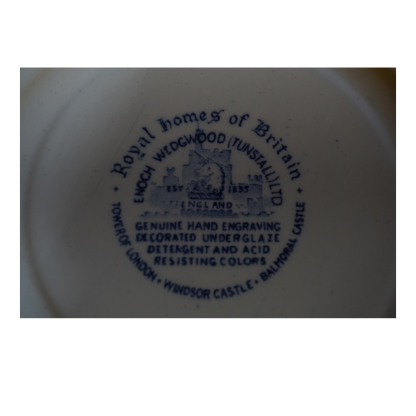 Royal Homes of Britain
ENOCH WEDGWOOD (TUNSTALL) LTD
EST 1835
ENGLAND
GENUINE HAND ENGRAVING
DECORATED UNDERGLAZE
DETERGENT AND ACID
RESISTING COLORS
TOWER OF LONDON • WINDSOR CASTLE • BALMORAL CASTLE